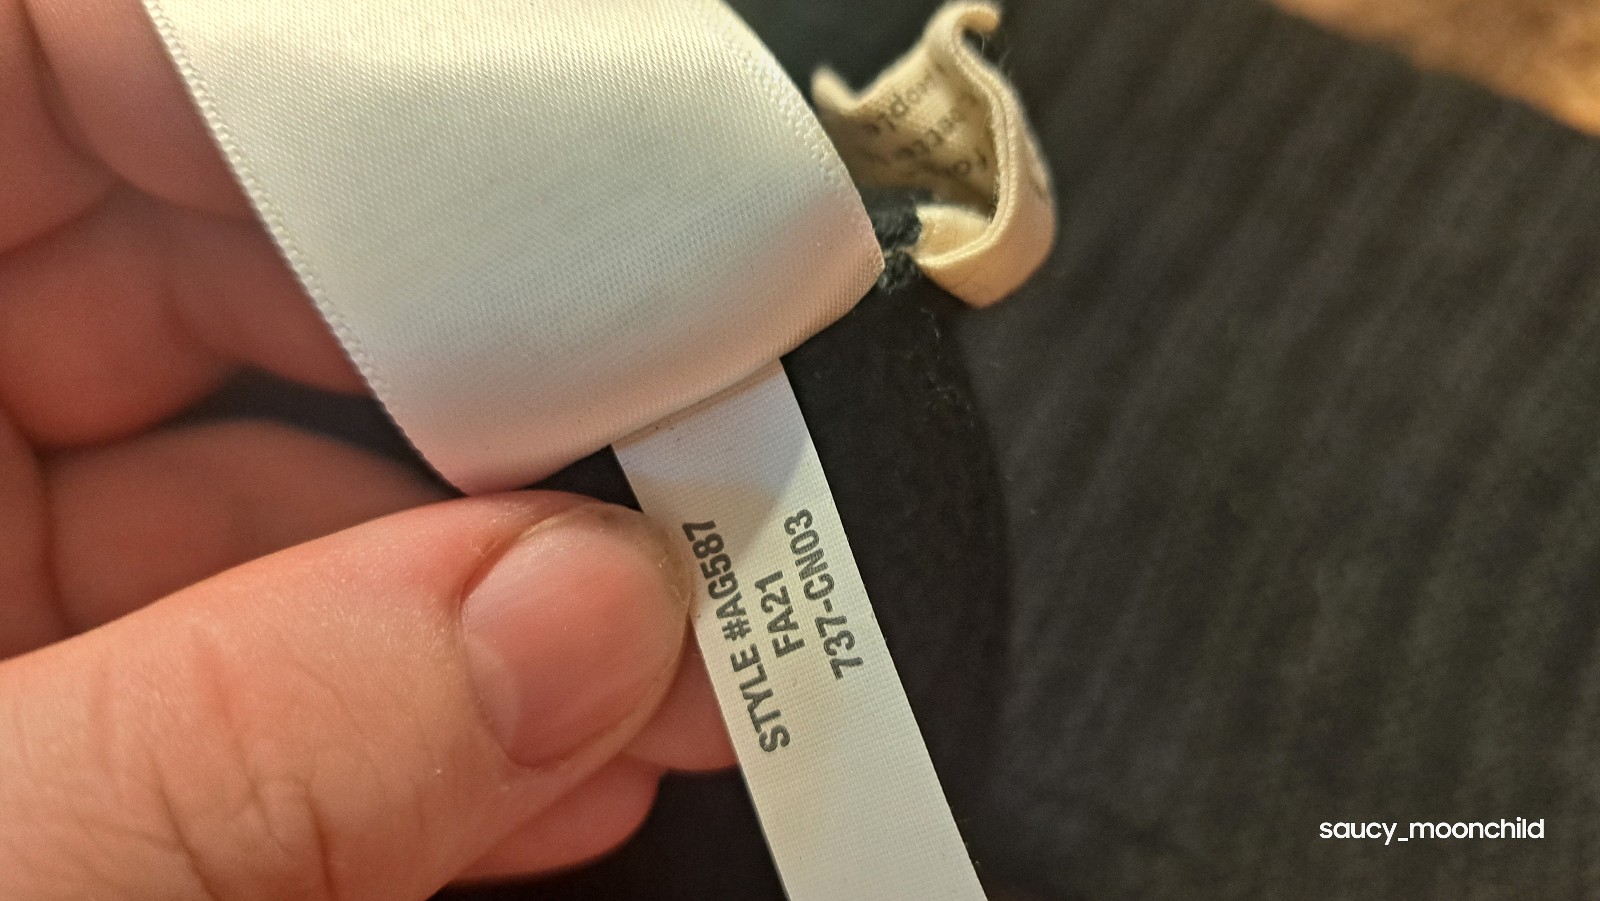 STYLE #AG587
FA21
737-CN03
saucy_moonchild